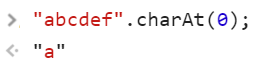 > "abcdef".charAt(0);
< "a"